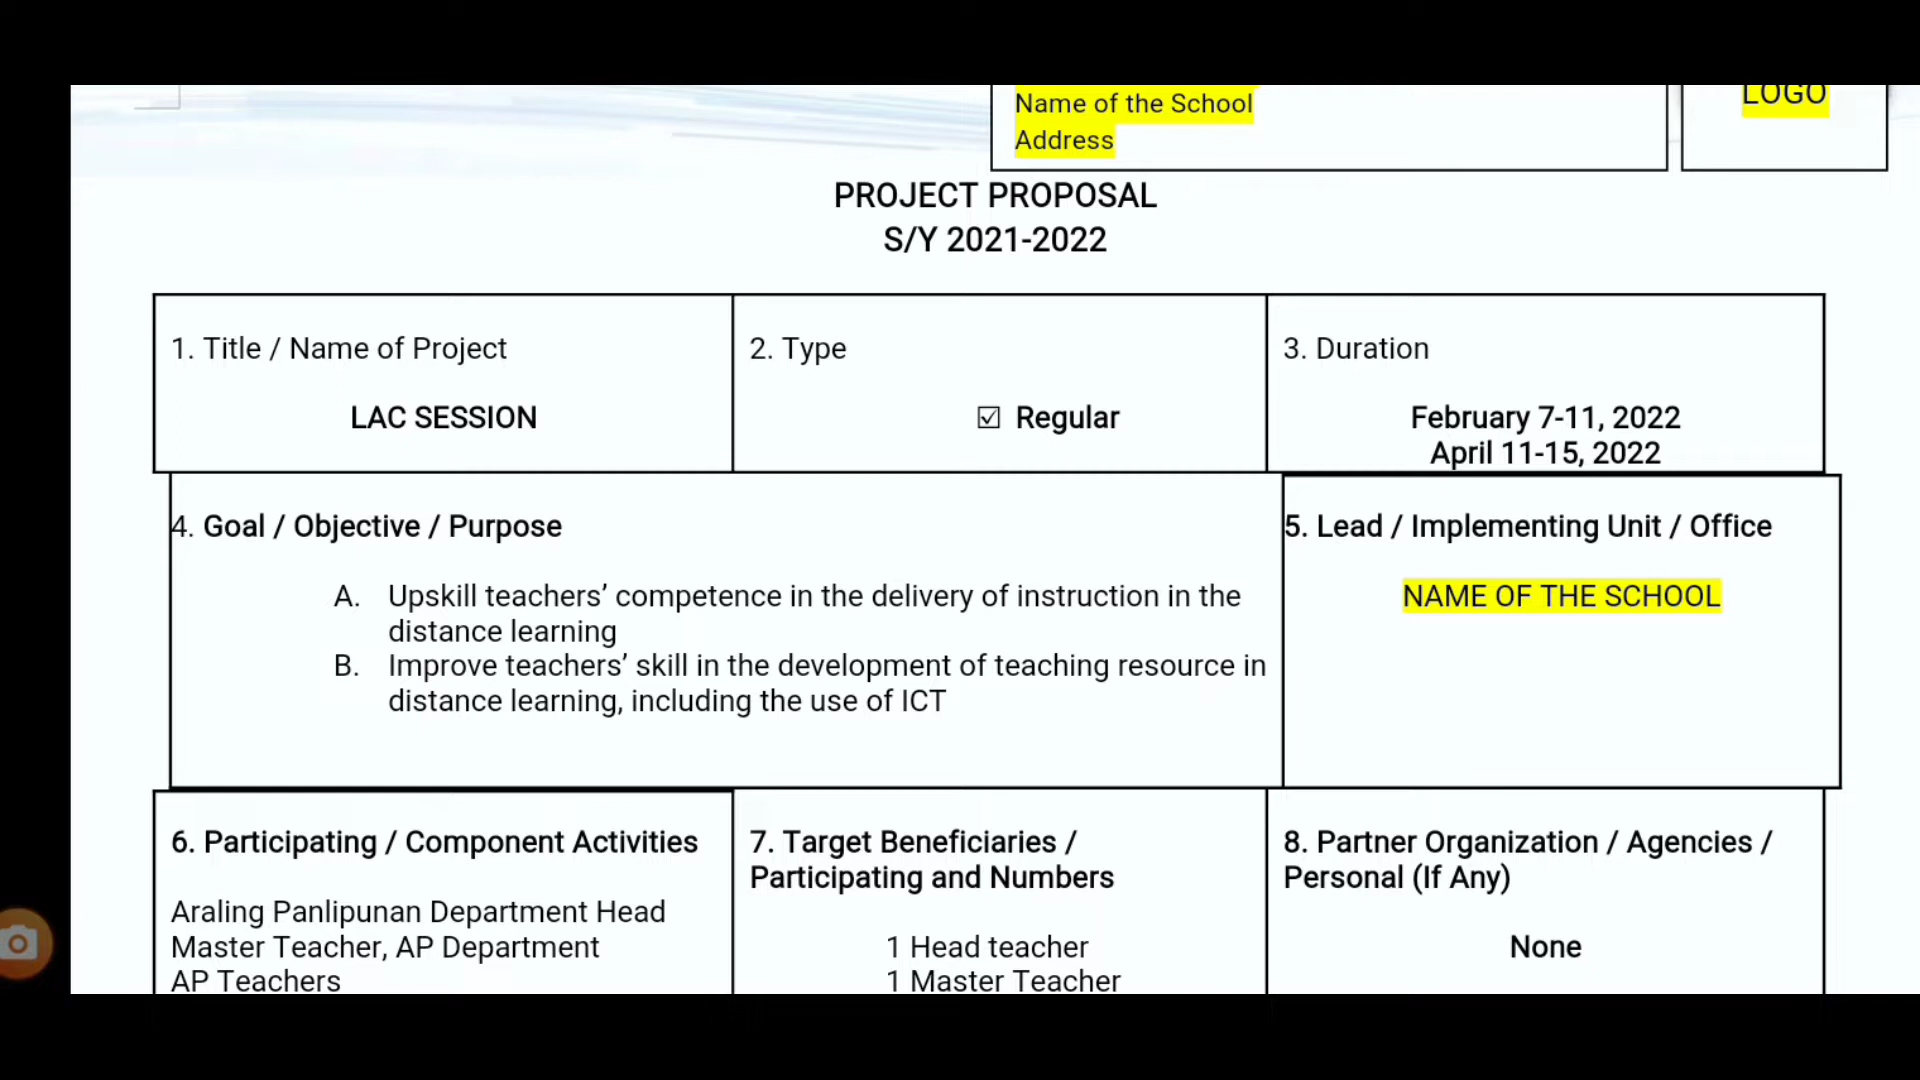 Name of the School
Address
LOGO
PROJECT PROPOSAL
S/Y 2021-2022
1. Title / Name of Project
LAC SESSION
2. Type
☑ Regular
3. Duration
February 7-11, 2022
April 11-15, 2022
4. Goal / Objective / Purpose
A. Upskill teachers’ competence in the delivery of instruction in the
distance learning
B. Improve teachers’ skill in the development of teaching resource in
distance learning, including the use of ICT
5. Lead / Implementing Unit / Office
NAME OF THE SCHOOL
6. Participating / Component Activities
Araling Panlipunan Department Head
Master Teacher, AP Department
AP Teachers
7. Target Beneficiaries /
Participating and Numbers
1 Head teacher
1 Master Teacher
8. Partner Organization / Agencies /
Personal (If Any)
None